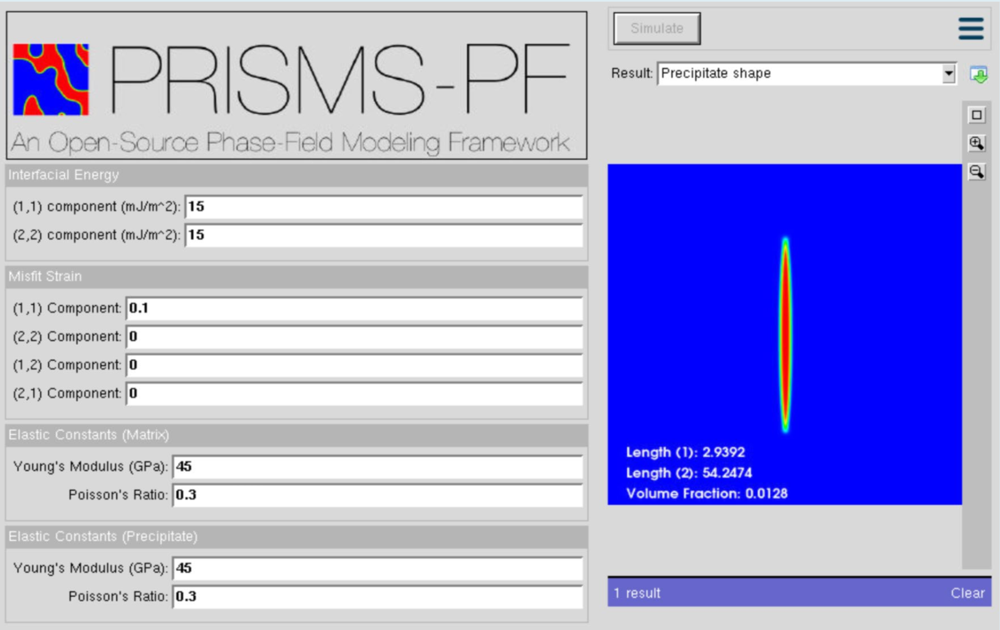 PRISMS-PF
An Open-Source Phase-Field Modeling Framework
Interfacial Energy
(1,1) component (mJ/m^2): 15
(2,2) component (mJ/m^2): 15
Misfit Strain
(1,1) Component: 0.1
(2,2) Component: 0
(1,2) Component: 0
(2,1) Component: 0
Elastic Constants (Matrix)
Young's Modulus (GPa): 45
Poisson's Ratio: 0.3
Elastic Constants (Precipitate)
Young's Modulus (GPa): 45
Poisson's Ratio: 0.3
Simulate
Result: Precipitate shape
Length (1): 2.9392
Length (2): 54.2474
Volume Fraction: 0.0128
1 result Clear